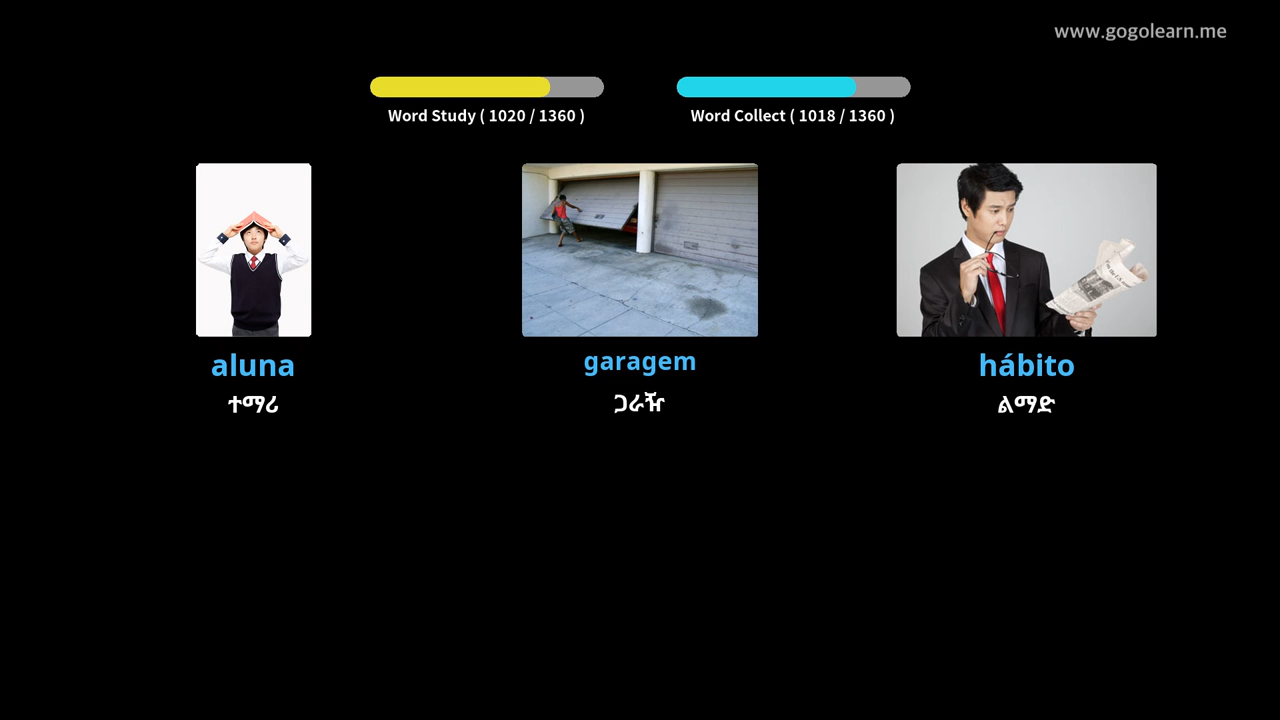 www.gogolearn.me
Word Study ( 1020 / 1360 )
Word Collect ( 1018 / 1360 )
aluna
ተማሪ
garagem
ጋራዥ
hábito
ልማድ